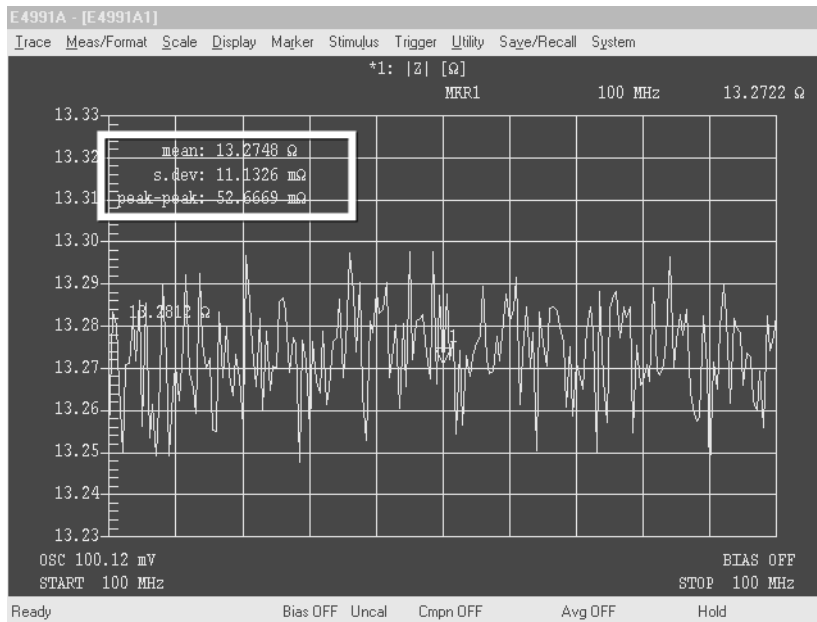 E4991A - [E4991A1]
Trace Meas/Format Scale Display Marker Stimulus Trigger Utility Save/Recall System
*1: |Z| [Ω]
MKR1 100 MHz 13.2722 Ω
13.33
mean: 13.2748 Ω
13.32
s.dev: 11.1326 mΩ
13.31
peak-peak: 52.6669 mΩ
13.30
13.29
13.2812 Ω
13.28
1
13.27
13.26
13.25
13.24
13.23
OSC 100.12 mV BIAS OFF
START 100 MHz STOP 100 MHz
Ready Bias OFF Uncal Cmpn OFF Avg OFF Hold